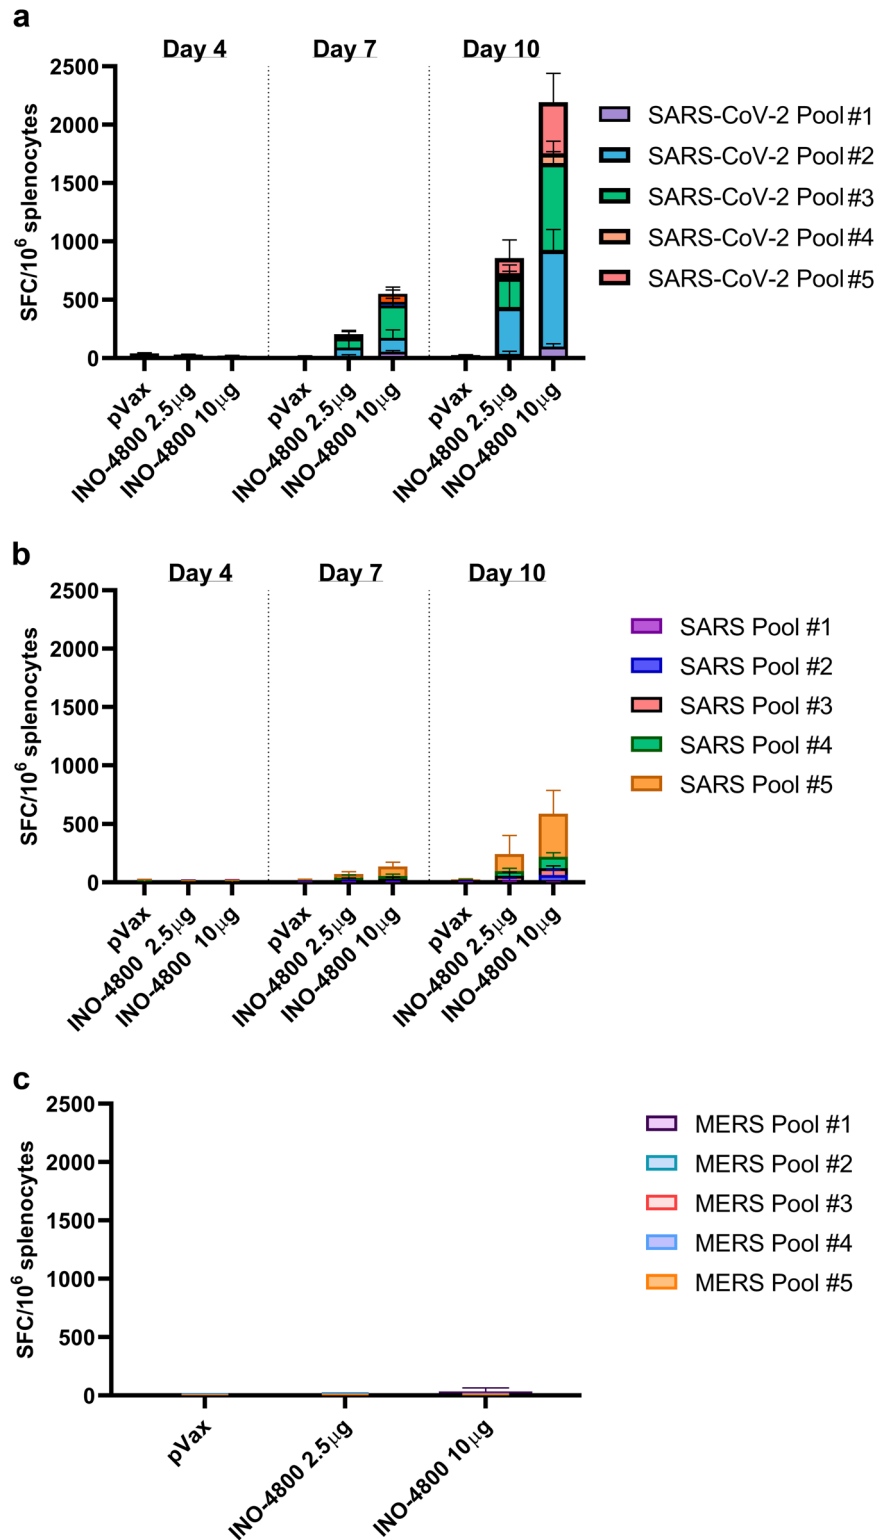 a
Day 4 Day 7 Day 10
2500
2000
1500
1000
500
0
SFC/10⁶ splenocytes
pVax
INO-4800 2.5µg
INO-4800 10µg
pVax
INO-4800 2.5µg
INO-4800 10µg
pVax
INO-4800 2.5µg
INO-4800 10µg
SARS-CoV-2 Pool #1
SARS-CoV-2 Pool #2
SARS-CoV-2 Pool #3
SARS-CoV-2 Pool #4
SARS-CoV-2 Pool #5
b
Day 4 Day 7 Day 10
2500
2000
1500
1000
500
0
SFC/10⁶ splenocytes
pVax
INO-4800 2.5µg
INO-4800 10µg
pVax
INO-4800 2.5µg
INO-4800 10µg
pVax
INO-4800 2.5µg
INO-4800 10µg
SARS Pool #1
SARS Pool #2
SARS Pool #3
SARS Pool #4
SARS Pool #5
c
2500
2000
1500
1000
500
0
SFC/10⁶ splenocytes
pVax
INO-4800 2.5µg
INO-4800 10µg
MERS Pool #1
MERS Pool #2
MERS Pool #3
MERS Pool #4
MERS Pool #5